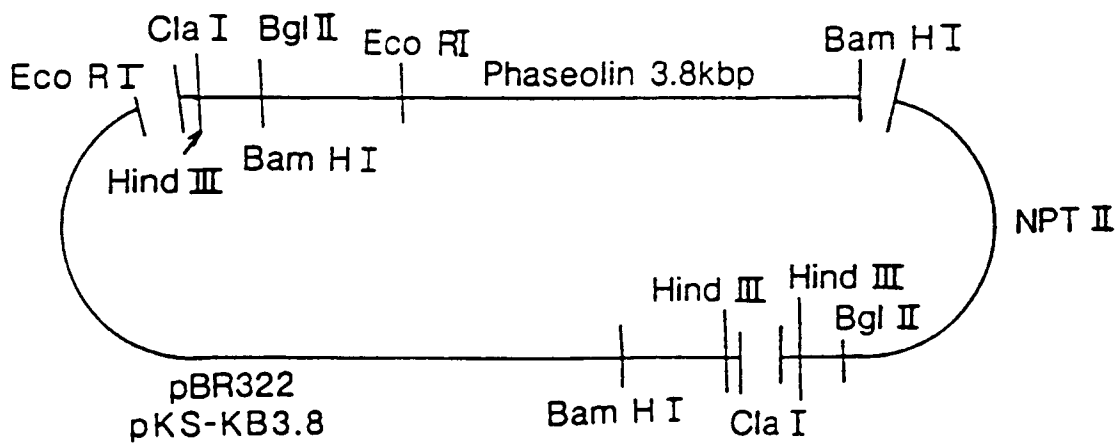 Cla I
Bgl II
Eco RI
Bam H I
Eco R I
Phaseolin 3.8kbp
Hind III
Bam H I
NPT II
Hind III
Hind III
Bgl II
pBR322
pKS-KB3.8
Bam H I
Cla I